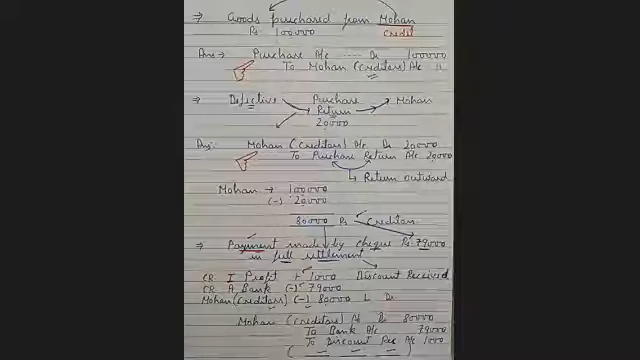 ⇒ Goods purchased from Mohan
Rs 100000 Credit
Ans ⇒ Purchase A/c ---- Dr 100000
To Mohan (creditors) A/c "
⇒ Defective Purchase → Mohan
Return
20000
Ans: Mohan (Creditors) A/c Dr 20000
To Purchase Return A/c 20000
→ Return outward
Mohan → 100000
(-) 20000
80000 Rs Creditors
⇒ Payment made by cheque Rs 79000
in full settlement
CR I Profit + 1000 Discount Received
CR A Bank (-) 79000
Mohan (Creditors) (-) 80000 L Dr
Mohan (Creditors) A/c Dr 80000
To Bank A/c 79000
To Discount Rec A/c 1000